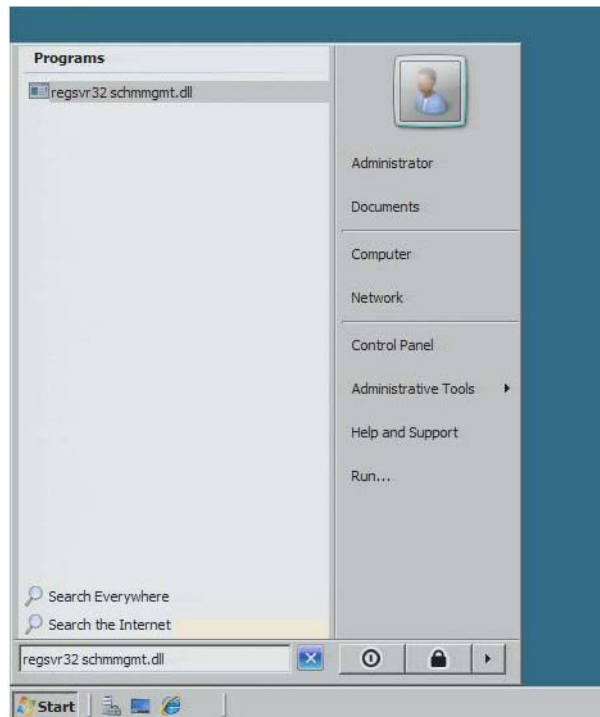 Programs
regsvr32 schmmgmt.dll
Administrator
Documents
Computer
Network
Control Panel
Administrative Tools
Help and Support
Run...
Search Everywhere
Search the Internet
regsvr32 schmmgmt.dll
Start